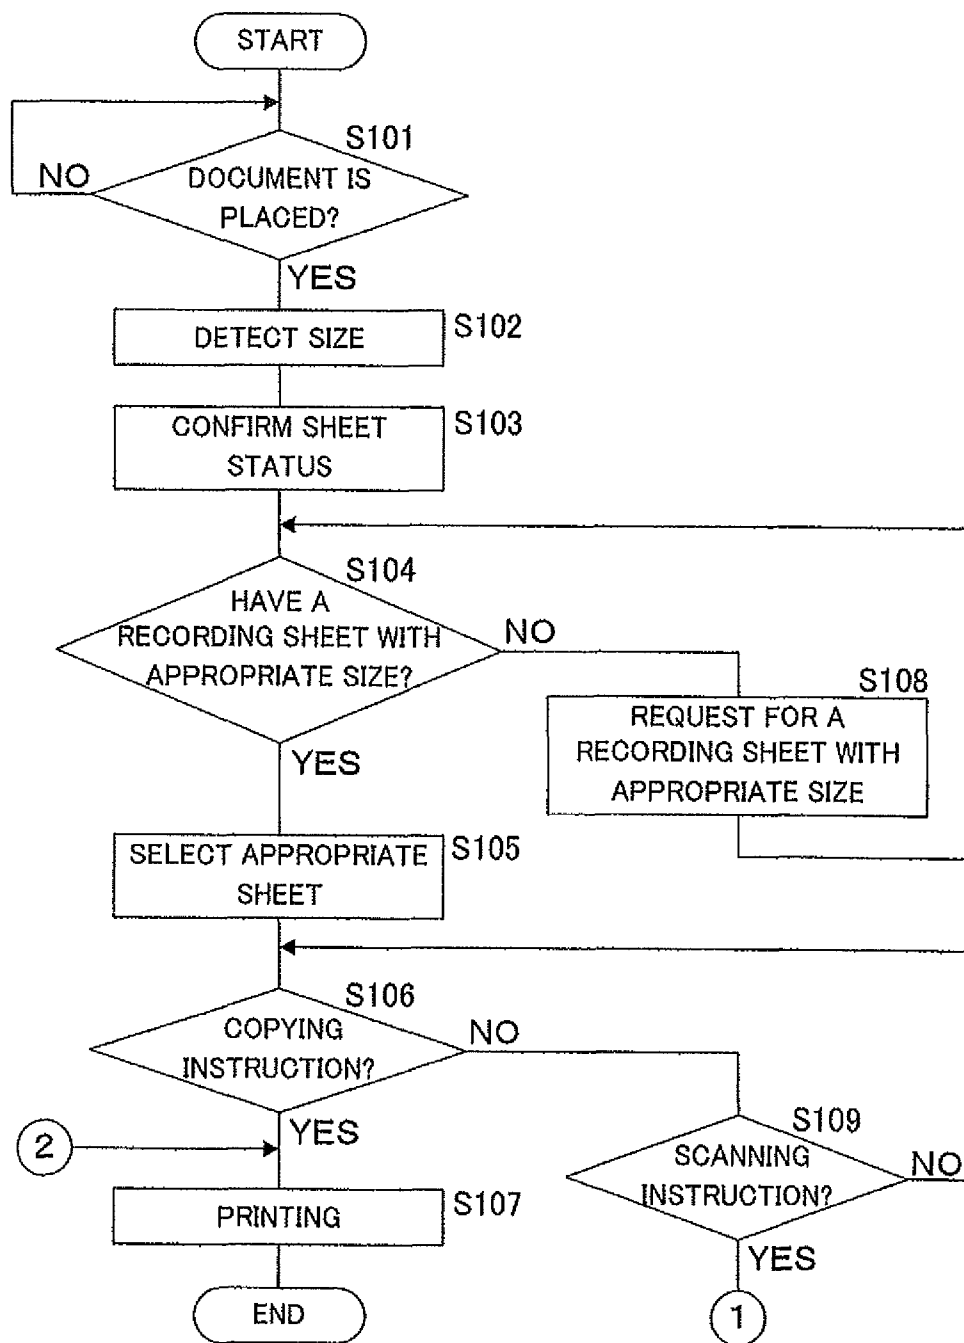 START
S101
NO
DOCUMENT IS
PLACED?
YES
DETECT SIZE
S102
CONFIRM SHEET
STATUS
S103
S104
HAVE A
RECORDING SHEET WITH
APPROPRIATE SIZE?
NO
YES
S108
REQUEST FOR A
RECORDING SHEET WITH
APPROPRIATE SIZE
SELECT APPROPRIATE
SHEET
S105
S106
COPYING
INSTRUCTION?
NO
YES
2
S109
SCANNING
INSTRUCTION?
NO
YES
PRINTING
S107
END
1